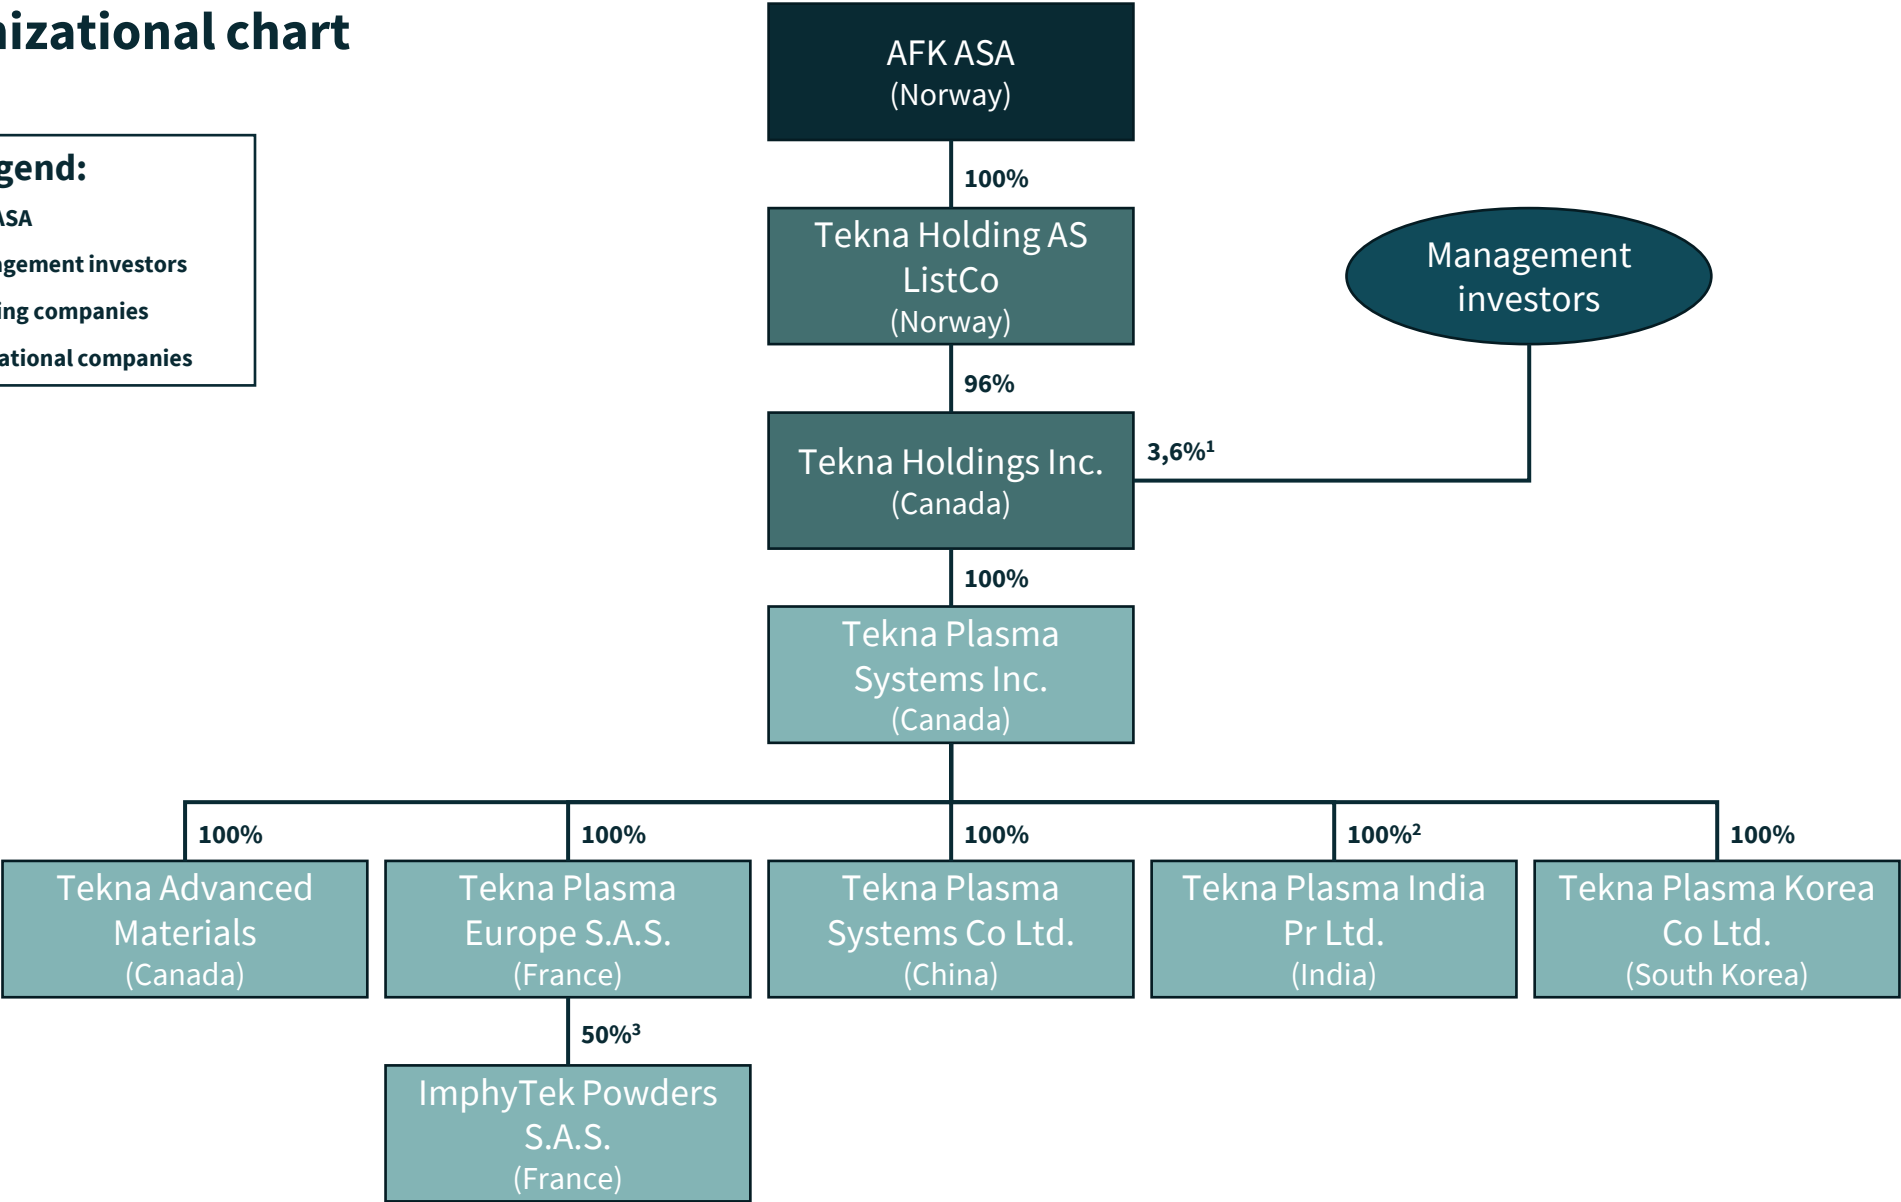 nizational chart
AFK ASA
(Norway)
100%
gend:
ASA
agement investors
ing companies
ational companies
Tekna Holding AS
ListCo
(Norway)
Management
investors
96%
Tekna Holdings Inc.
(Canada)
3,6%¹
100%
Tekna Plasma
Systems Inc.
(Canada)
100%
100%
100%
100%²
100%
Tekna Advanced
Materials
(Canada)
Tekna Plasma
Europe S.A.S.
(France)
Tekna Plasma
Systems Co Ltd.
(China)
Tekna Plasma India
Pr Ltd.
(India)
Tekna Plasma Korea
Co Ltd.
(South Korea)
50%³
ImphyTek Powders
S.A.S.
(France)